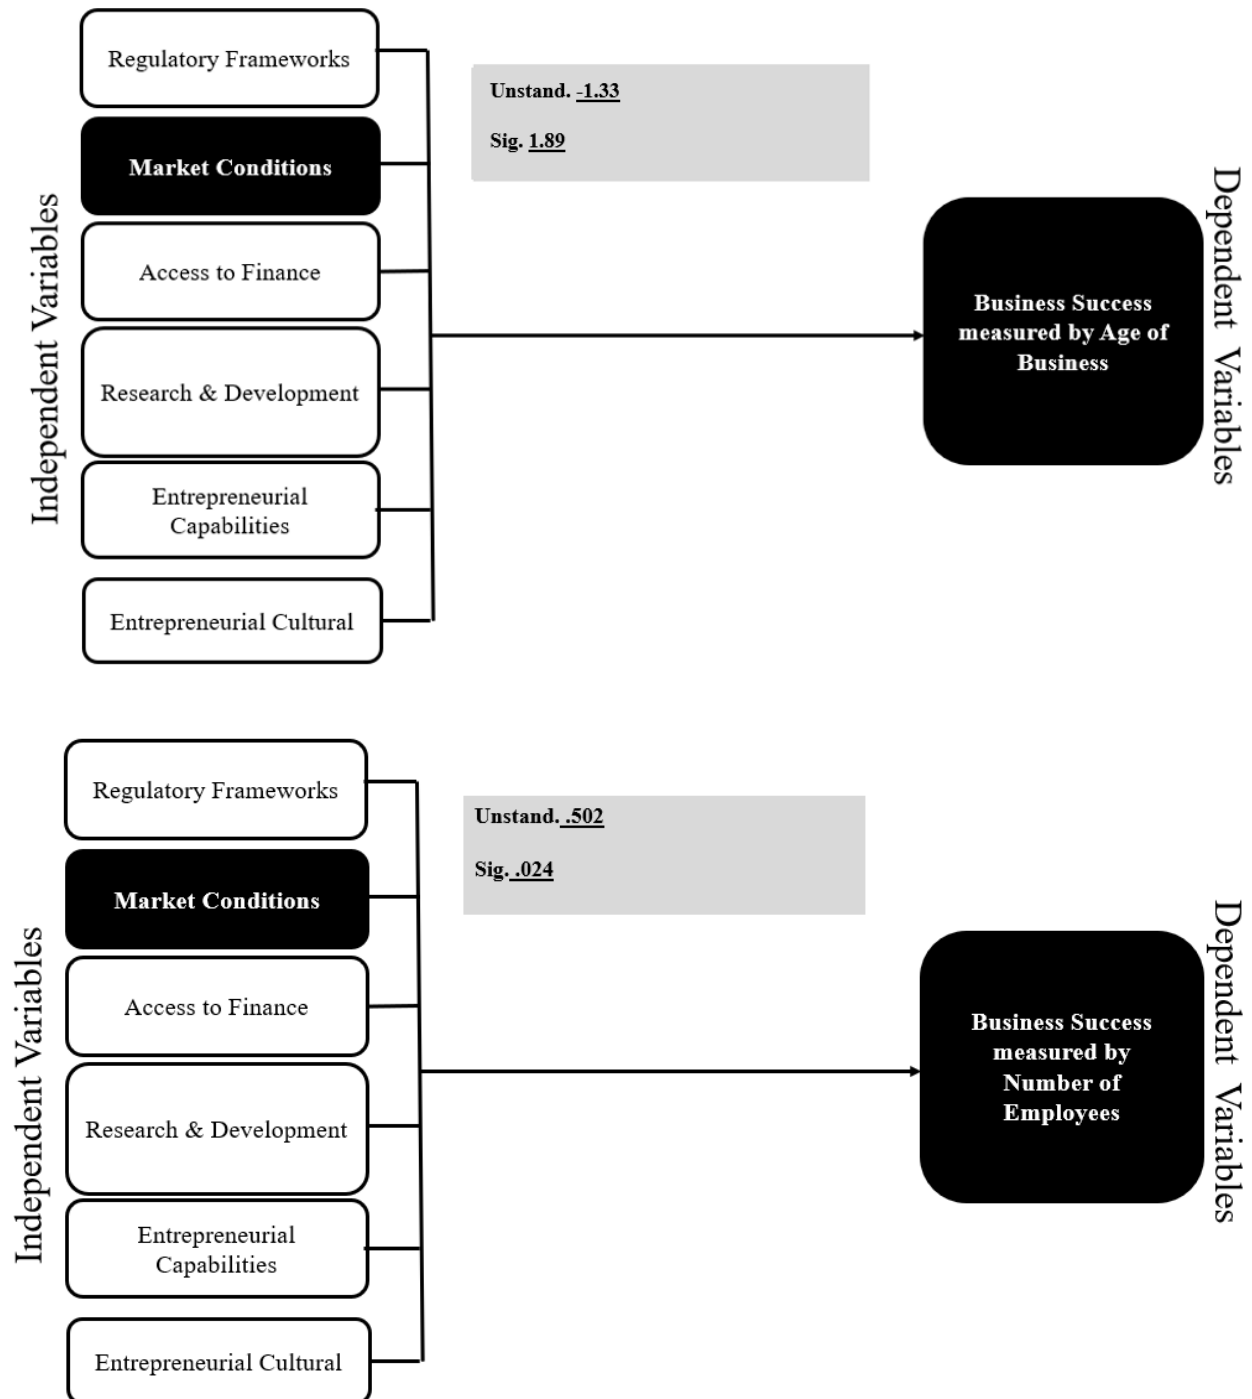 Independent Variables
Regulatory Frameworks
Market Conditions
Access to Finance
Research & Development
Entrepreneurial
Capabilities
Entrepreneurial Cultural
Unstand. -1.33
Sig. 1.89
Business Success
measured by Age of
Business
Dependent Variables
Independent Variables
Regulatory Frameworks
Market Conditions
Access to Finance
Research & Development
Entrepreneurial
Capabilities
Entrepreneurial Cultural
Unstand. .502
Sig. .024
Business Success
measured by
Number of
Employees
Dependent Variables